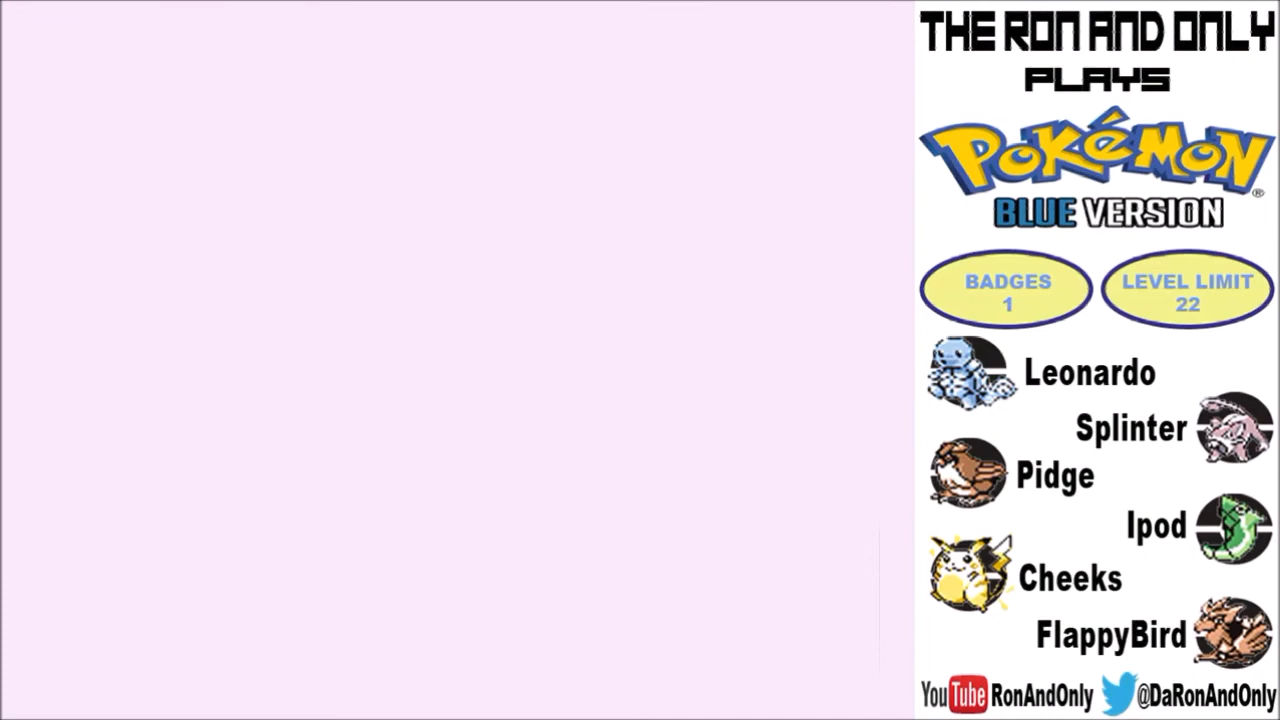 THE RON AND ONLY
PLAYS
POKéMON
BLUE VERSION
BADGES
1
LEVEL LIMIT
22
Leonardo
Splinter
Pidge
Ipod
Cheeks
FlappyBird
YouTube RonAndOnly @DaRonAndOnly